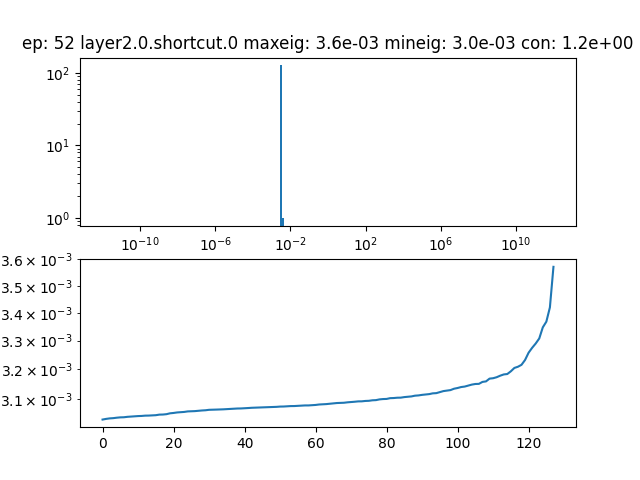 ep: 52 layer2.0.shortcut.0 maxeig: 3.6e-03 mineig: 3.0e-03 con: 1.2e+00
10²
10¹
10⁰
10⁻¹⁰ 10⁻⁶ 10⁻² 10² 10⁶ 10¹⁰
3.6 × 10⁻³
3.5 × 10⁻³
3.4 × 10⁻³
3.3 × 10⁻³
3.2 × 10⁻³
3.1 × 10⁻³
0 20 40 60 80 100 120